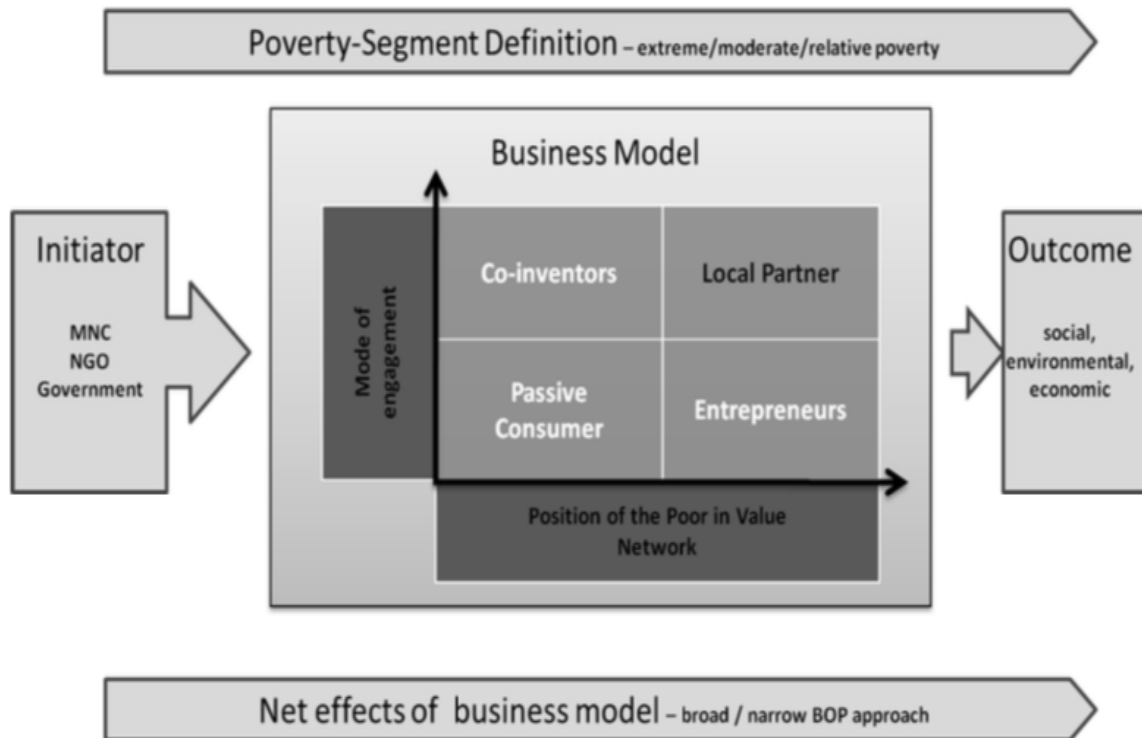 Poverty-Segment Definition – extreme/moderate/relative poverty
Business Model
Initiator
MNC
NGO
Government
Mode of
engagement
Co-inventors
Local Partner
Passive
Consumer
Entrepreneurs
Position of the Poor in Value
Network
Outcome
social,
environmental,
economic
Net effects of business model – broad / narrow BOP approach